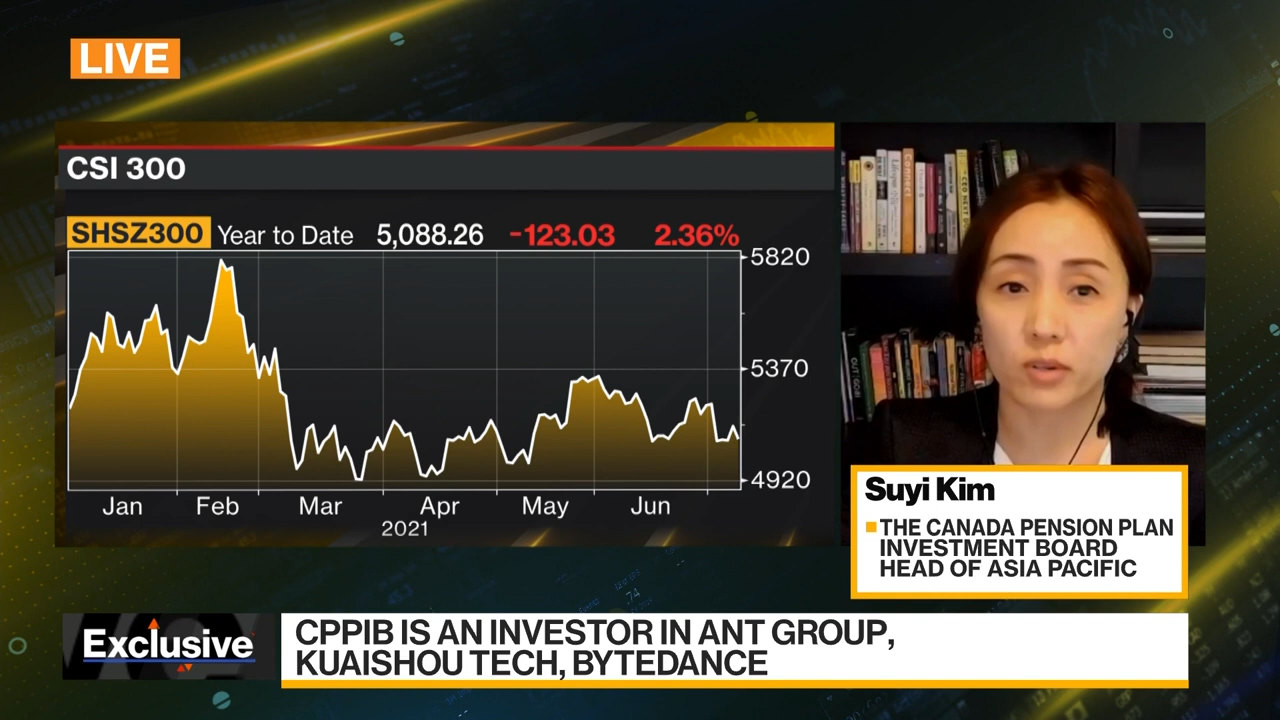 LIVE
CSI 300
SHSZ300 Year to Date 5,088.26 -123.03 2.36%
5820
5370
4920
Jan Feb Mar Apr May Jun
2021
Connect
Suyi Kim
THE CANADA PENSION PLAN
INVESTMENT BOARD
HEAD OF ASIA PACIFIC
Exclusive
CPPIB IS AN INVESTOR IN ANT GROUP,
KUAISHOU TECH, BYTEDANCE